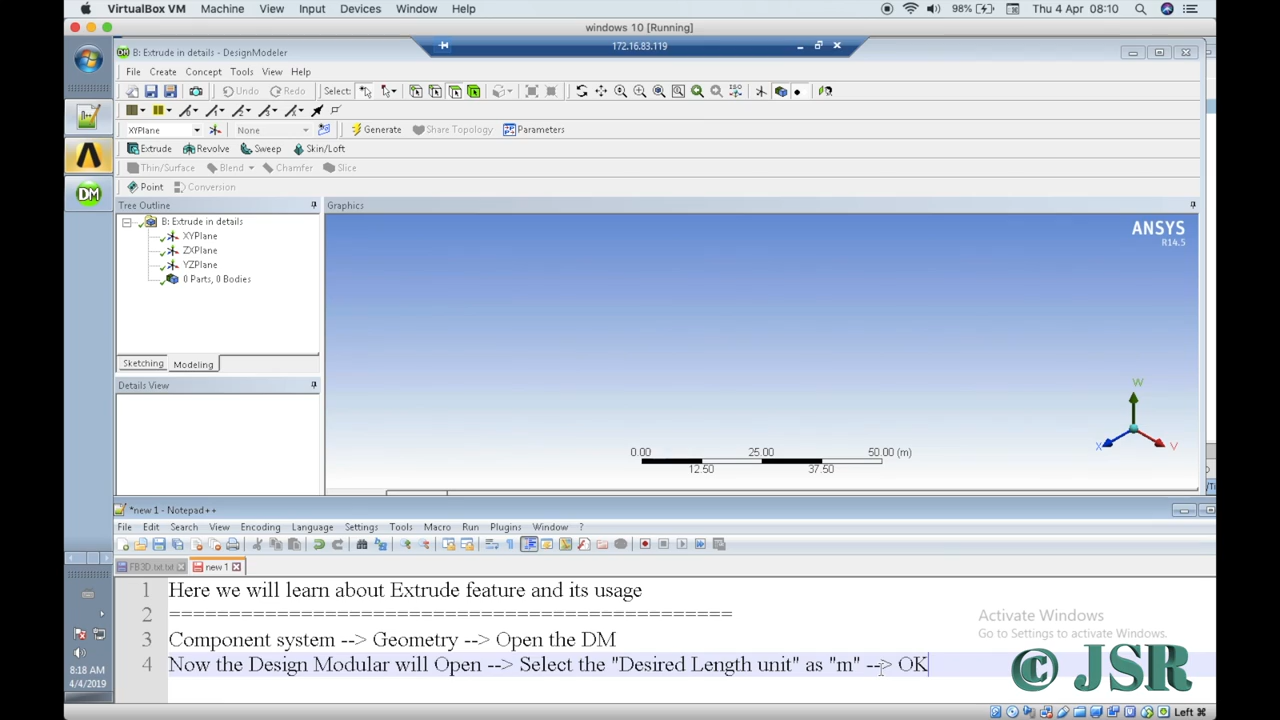 VirtualBox VM Machine View Input Devices Window Help 98% Thu 4 Apr 08:10
windows 10 [Running]
172.16.83.119
B: Extrude in details - DesignModeler
File Create Concept Tools View Help
Undo Redo Select:
XYPlane None Generate Share Topology Parameters
Extrude Revolve Sweep Skin/Loft
Thin/Surface Blend Chamfer Slice
Point Conversion
Tree Outline Graphics
B: Extrude in details
XYPlane
ZXPlane
YZPlane
0 Parts, 0 Bodies
ANSYS
R14.5
Sketching Modeling
Details View
W
X Y
0.00 25.00 50.00 (m)
12.50 37.50
*new 1 - Notepad++
File Edit Search View Encoding Language Settings Tools Macro Run Plugins Window ?
FB3D.txt.txt new 1
1 Here we will learn about Extrude feature and its usage
2 ===============================================
3 Component system --> Geometry --> Open the DM
4 Now the Design Modular will Open --> Select the "Desired Length unit" as "m" --> OK
Activate Windows
Go to Settings to activate Windows.
© JSR
8:18 AM
4/4/2019
Left ⌘